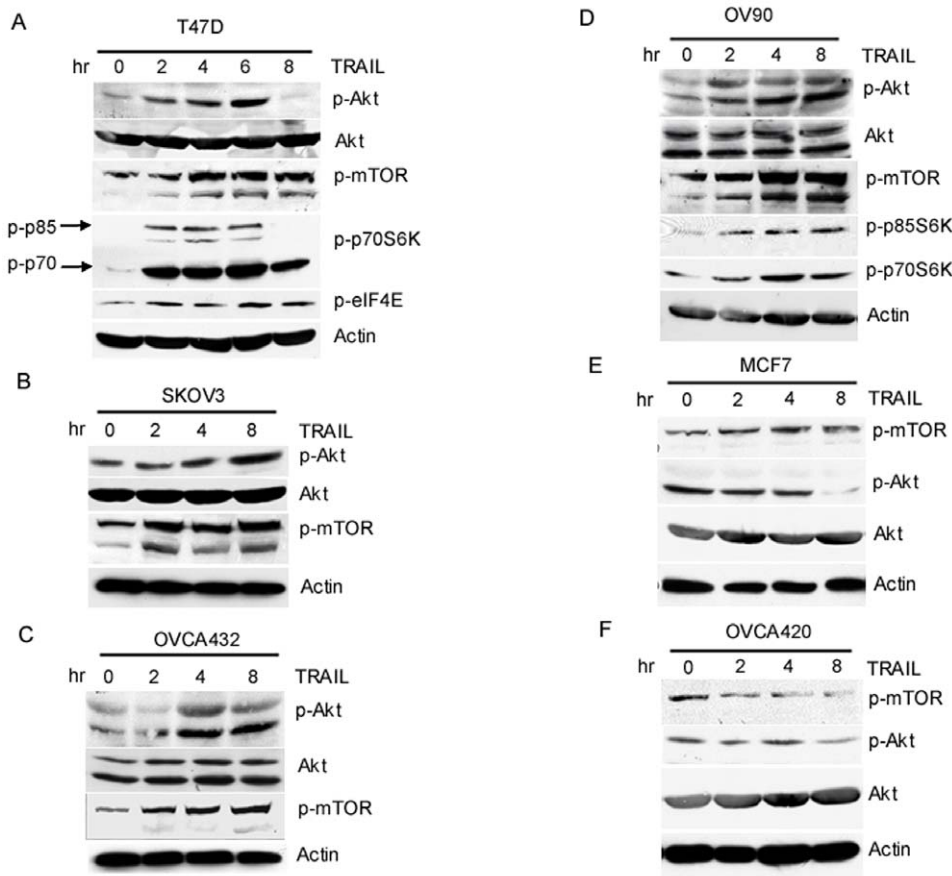 A
T47D
hr 0 2 4 6 8 TRAIL
p-Akt
Akt
p-mTOR
p-p85
p-p70S6K
p-p70
p-eIF4E
Actin
B
SKOV3
hr 0 2 4 8 TRAIL
p-Akt
Akt
p-mTOR
Actin
C
OVCA432
hr 0 2 4 8 TRAIL
p-Akt
Akt
p-mTOR
Actin
D
OV90
hr 0 2 4 8 TRAIL
p-Akt
Akt
p-mTOR
p-p85S6K
p-p70S6K
Actin
E
MCF7
hr 0 2 4 8 TRAIL
p-mTOR
p-Akt
Akt
Actin
F
OVCA420
hr 0 2 4 8 TRAIL
p-mTOR
p-Akt
Akt
Actin